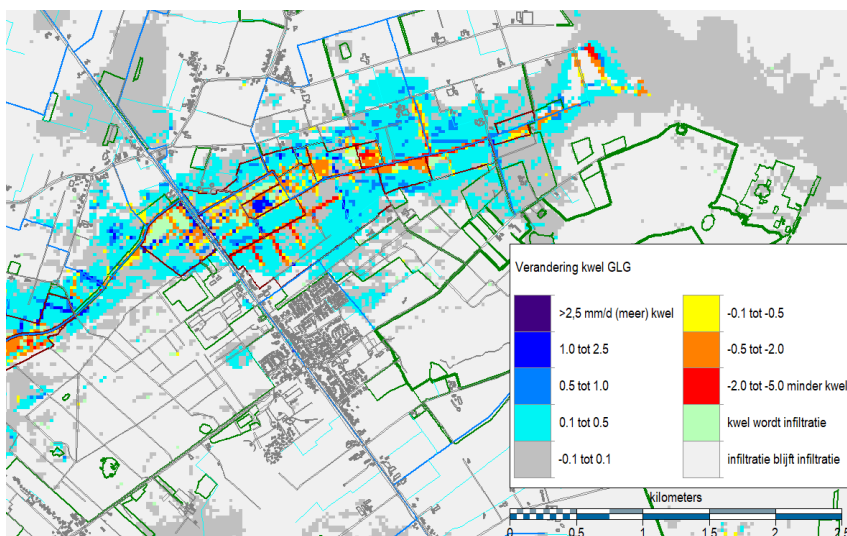 Verandering kwel GLG
>2,5 mm/d (meer) kwel
1.0 tot 2.5
0.5 tot 1.0
0.1 tot 0.5
-0.1 tot 0.1
-0.1 tot -0.5
-0.5 tot -2.0
-2.0 tot -5.0 minder kwel
kwel wordt infiltratie
infiltratie blijft infiltratie
kilometers
0 0.5 1 1.5 2 2.5